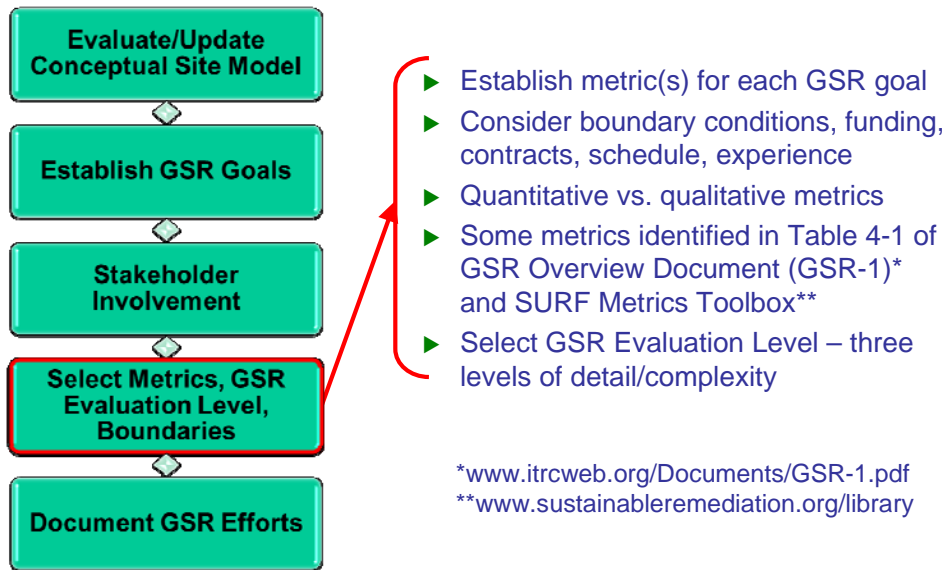 Evaluate/Update
Conceptual Site Model
Establish GSR Goals
Stakeholder
Involvement
Select Metrics, GSR
Evaluation Level,
Boundaries
Document GSR Efforts
Establish metric(s) for each GSR goal
Consider boundary conditions, funding,
contracts, schedule, experience
Quantitative vs. qualitative metrics
Some metrics identified in Table 4-1 of
GSR Overview Document (GSR-1)*
and SURF Metrics Toolbox**
Select GSR Evaluation Level – three
levels of detail/complexity
*www.itrcweb.org/Documents/GSR-1.pdf
**www.sustainableremediation.org/library